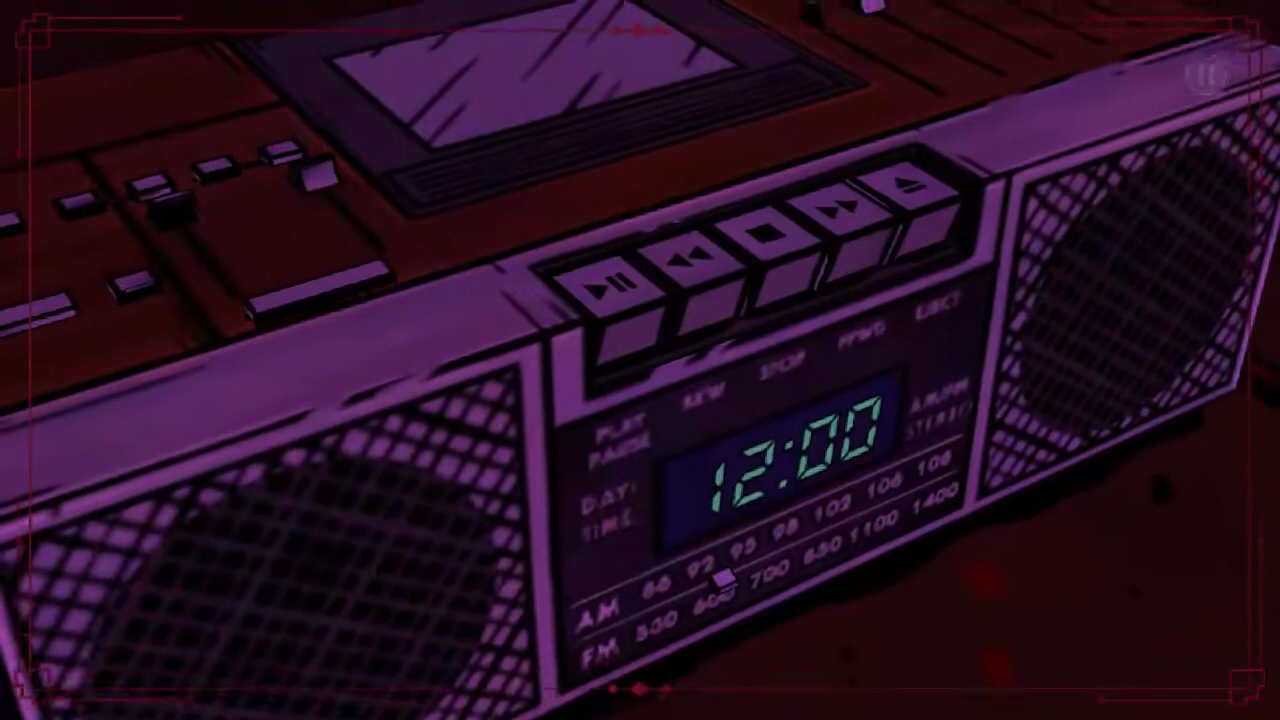 PLAY
PAUSE
REW
STOP
FFWD
EJECT
DAY:
TIME:
12:00
AM/FM
STEREO
AM 88 92 95 98 102 106 108
FM 500 600 700 850 1100 1400